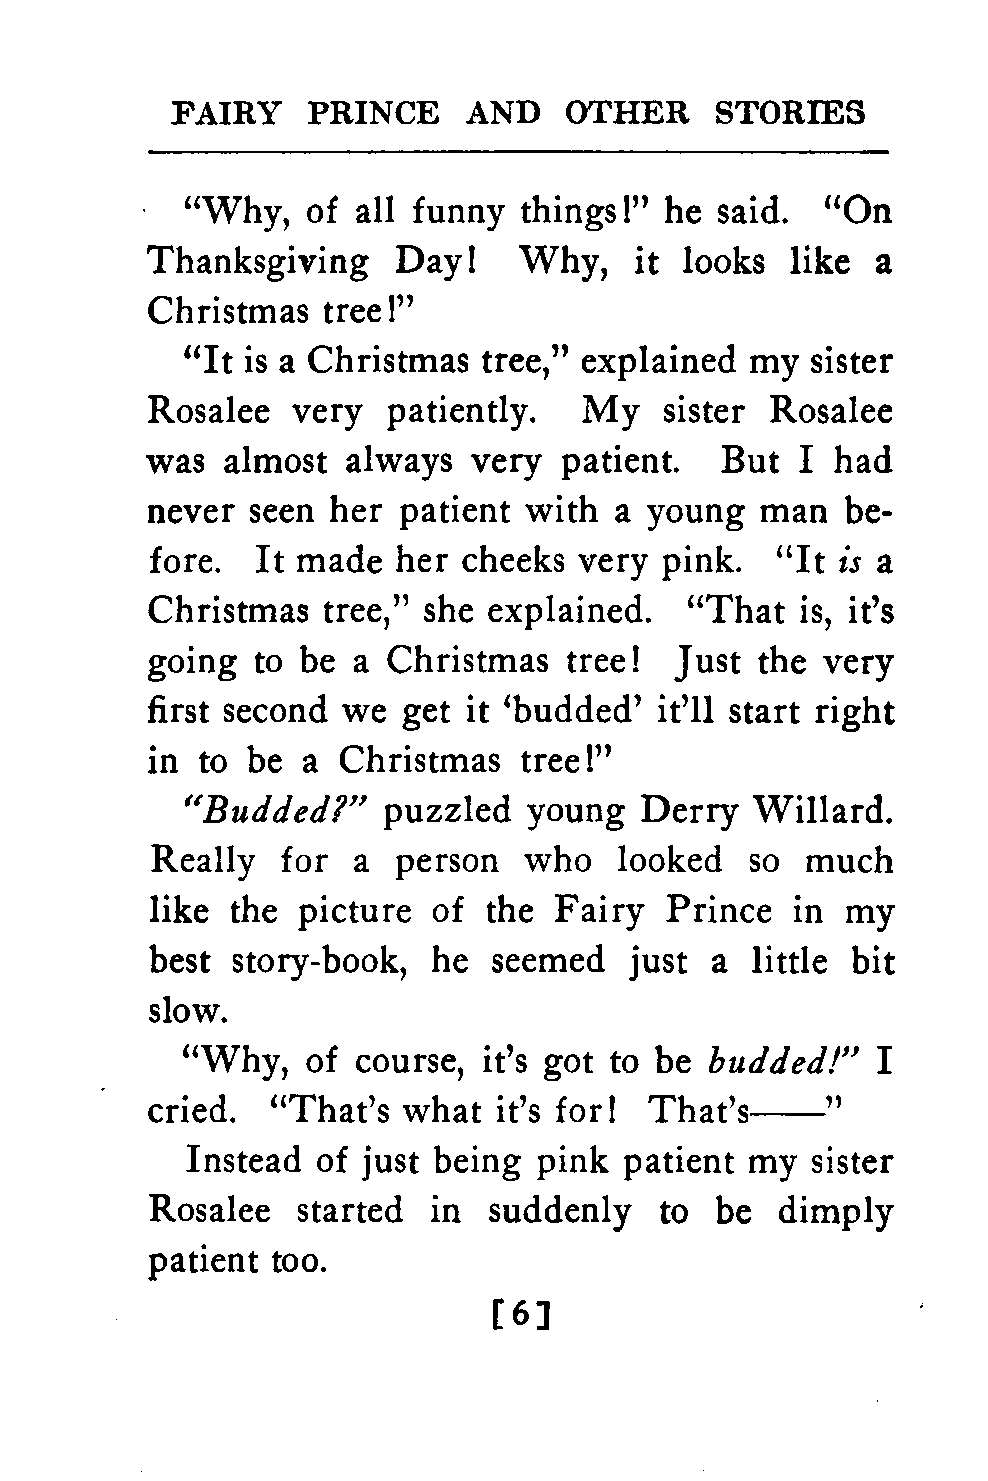 FAIRY PRINCE AND OTHER STORIES
“Why, of all funny things!” he said. “On
Thanksgiving Day! Why, it looks like a
Christmas tree!”
“It is a Christmas tree,” explained my sister
Rosalee very patiently. My sister Rosalee
was almost always very patient. But I had
never seen her patient with a young man be-
fore. It made her cheeks very pink. “It is a
Christmas tree,” she explained. “That is, it’s
going to be a Christmas tree! Just the very
first second we get it ‘budded’ it’ll start right
in to be a Christmas tree!”
“Budded?” puzzled young Derry Willard.
Really for a person who looked so much
like the picture of the Fairy Prince in my
best story-book, he seemed just a little bit
slow.
“Why, of course, it’s got to be budded!” I
cried. “That’s what it’s for! That’s——”
Instead of just being pink patient my sister
Rosalee started in suddenly to be dimply
patient too.
[6]